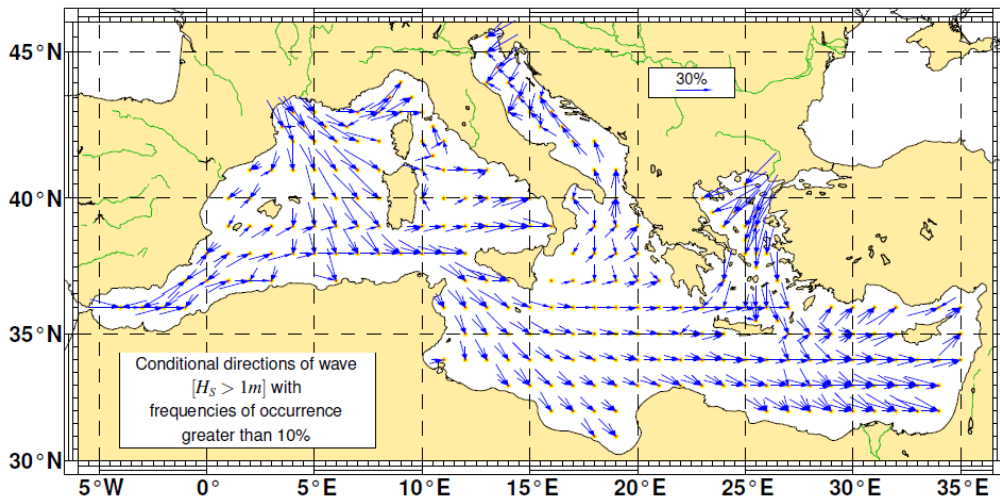 45°N
40°N
35°N
30°N
30%
Conditional directions of wave
[H_S > 1m] with
frequencies of occurrence
greater than 10%
5°W 0° 5°E 10°E 15°E 20°E 25°E 30°E 35°E